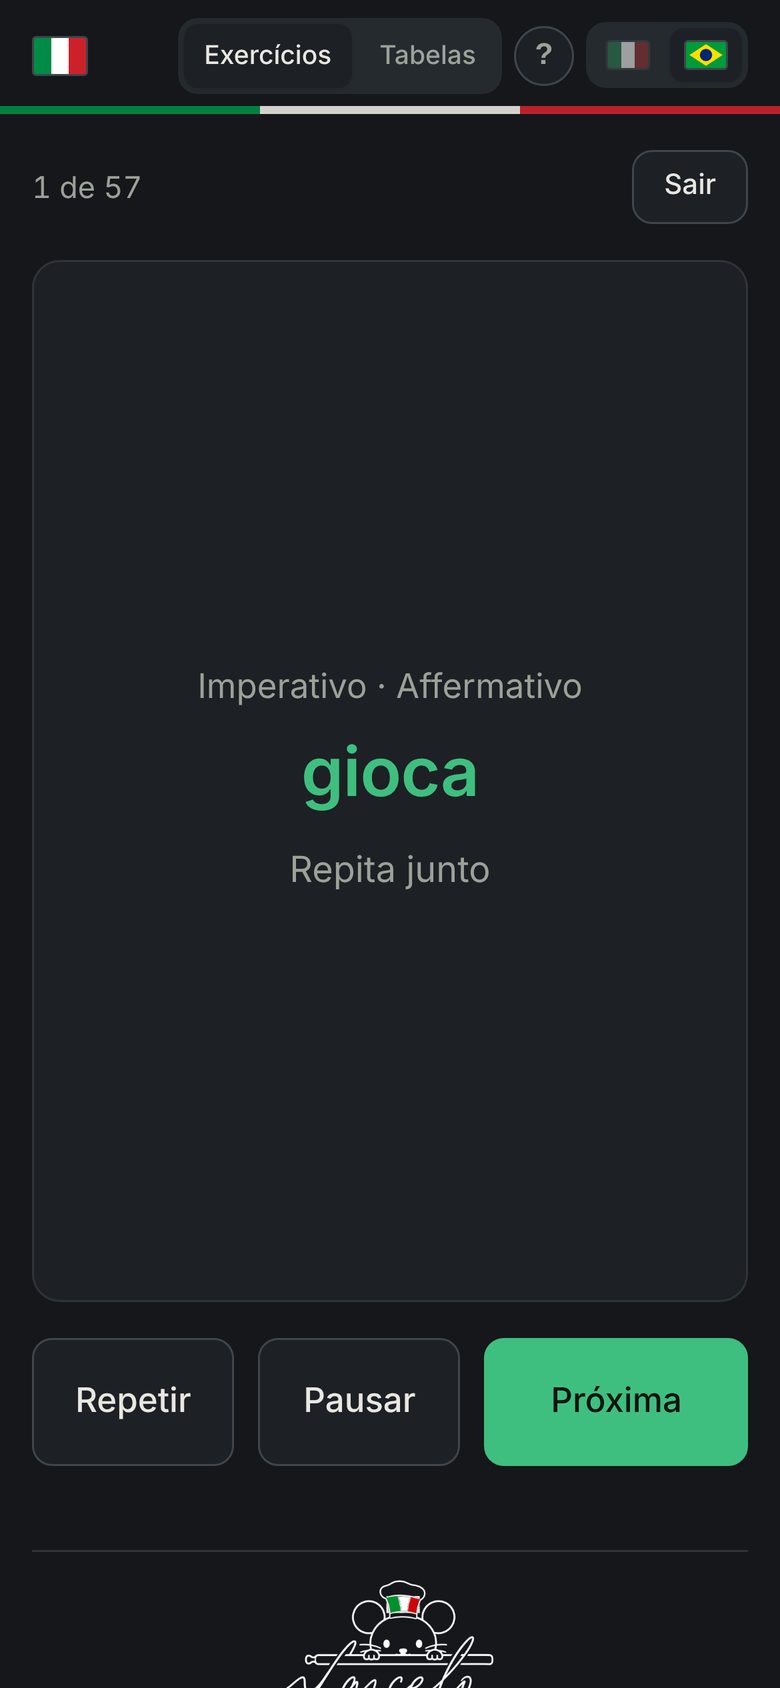 Exercícios Tabelas ?
1 de 57
Sair
Imperativo · Affermativo
gioca
Repita junto
Repetir Pausar Próxima